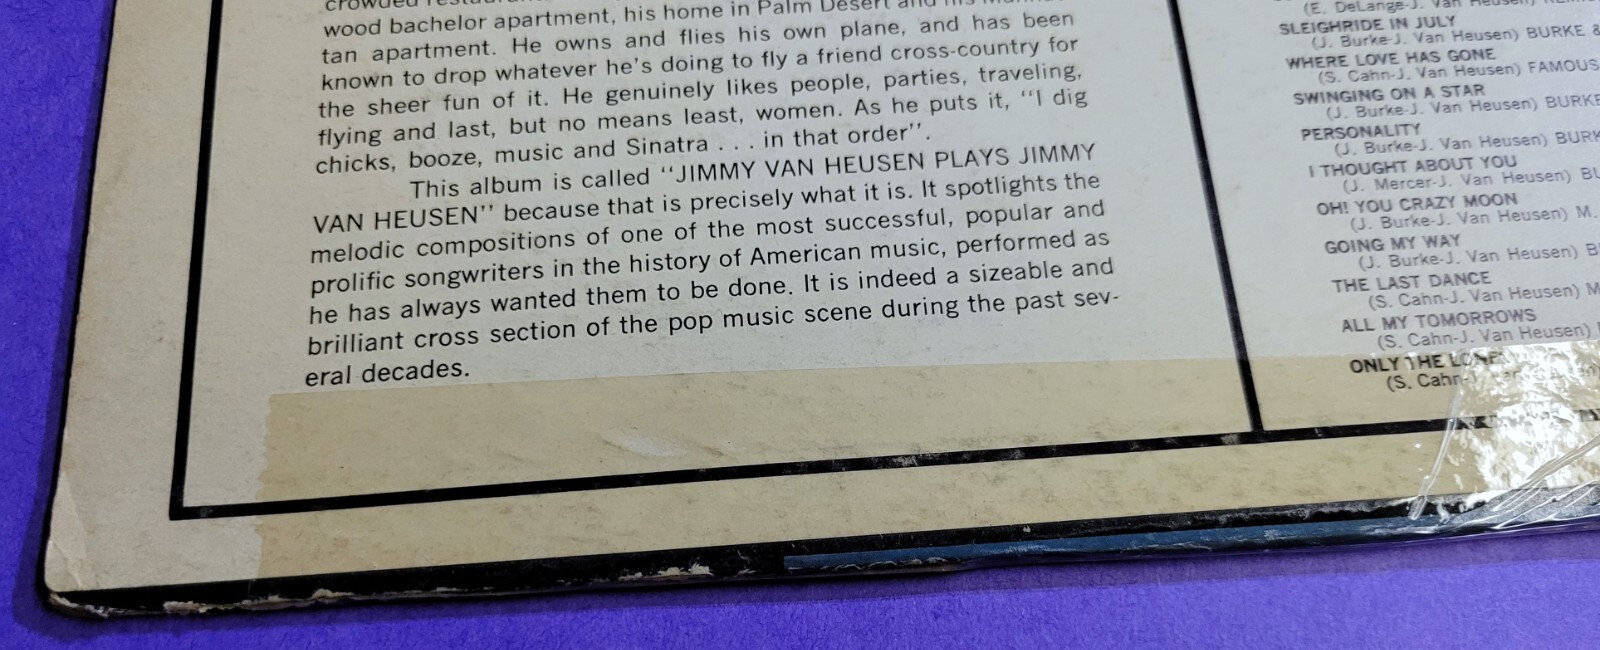 wood bachelor apartment, his home in Palm Desert and his
tan apartment. He owns and flies his own plane, and has been
known to drop whatever he's doing to fly a friend cross-country for
the sheer fun of it. He genuinely likes people, parties, traveling,
flying and last, but no means least, women. As he puts it, "I dig
chicks, booze, music and Sinatra . . . in that order".
This album is called "JIMMY VAN HEUSEN PLAYS JIMMY
VAN HEUSEN" because that is precisely what it is. It spotlights the
melodic compositions of one of the most successful, popular and
prolific songwriters in the history of American music, performed as
he has always wanted them to be done. It is indeed a sizeable and
brilliant cross section of the pop music scene during the past sev-
eral decades.
(E. DeLange-J. Van Heusen)
SLEIGHRIDE IN JULY
(J. Burke-J. Van Heusen) BURKE &
WHERE LOVE HAS GONE
(S. Cahn-J. Van Heusen) FAMOUS
SWINGING ON A STAR
(J. Burke-J. Van Heusen) BURKE
PERSONALITY
(J. Burke-J. Van Heusen) BURK
I THOUGHT ABOUT YOU
(J. Mercer-J. Van Heusen) BU
OH! YOU CRAZY MOON
(J. Burke-J. Van Heusen) M.
GOING MY WAY
(J. Burke-J. Van Heusen) B
THE LAST DANCE
(S. Cahn-J. Van Heusen) M
ALL MY TOMORROWS
(S. Cahn-J. Van Heusen)
ONLY THE LONE
(S. Cahn-